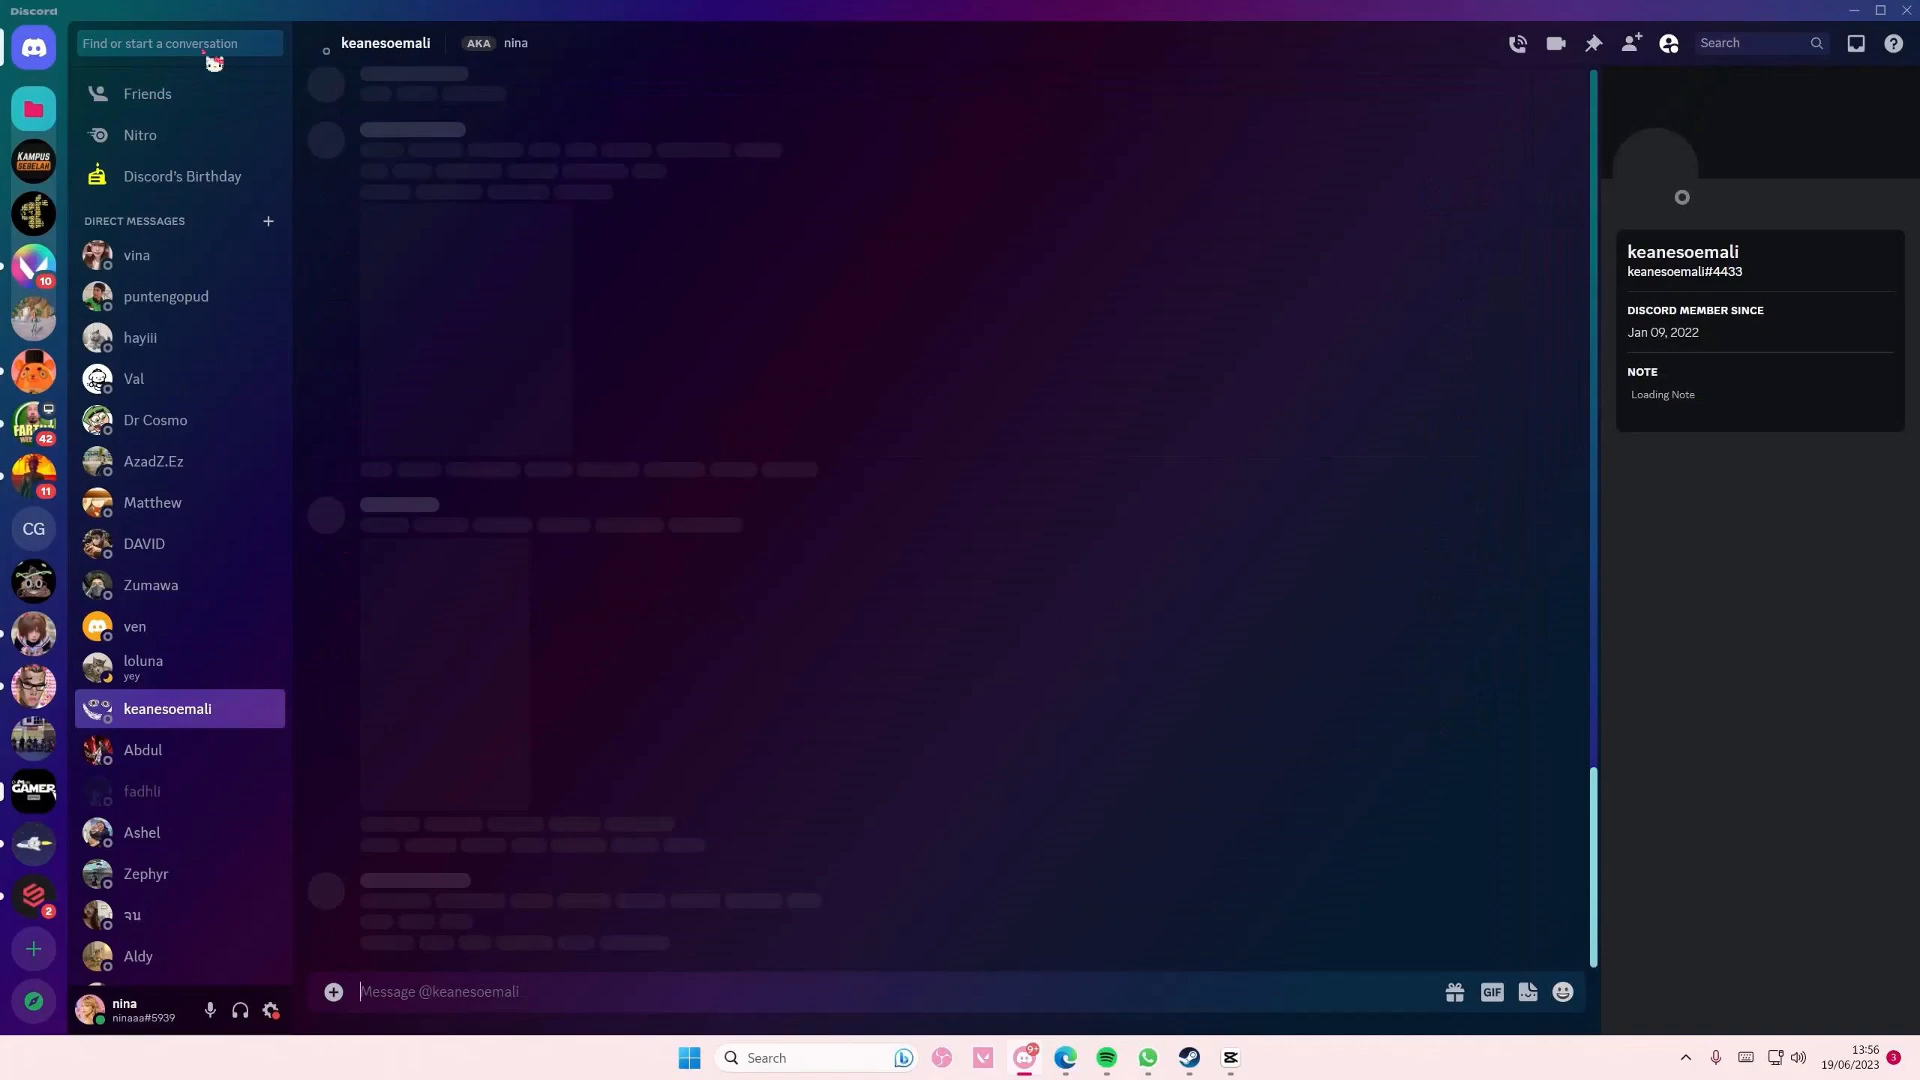 Discord
Find or start a conversation
keanesoemali
AKA nina
Search
Friends
Nitro
Discord's Birthday
DIRECT MESSAGES
vina
puntengopud
hayiii
Val
Dr Cosmo
AzadZ.Ez
Matthew
DAVID
Zumawa
ven
loluna
yey
keanesoemali
Abdul
fadhli
Ashel
Zephyr
จน
Aldy
nina
ninaaa#5939
KAMPUS
SEBELAH
10
42
11
CG
GAMER
2
Message @keanesoemali
GIF
keanesoemali
keanesoemali#4433
DISCORD MEMBER SINCE
Jan 09, 2022
NOTE
Loading Note
Search
9+
13:56
19/06/2023
3